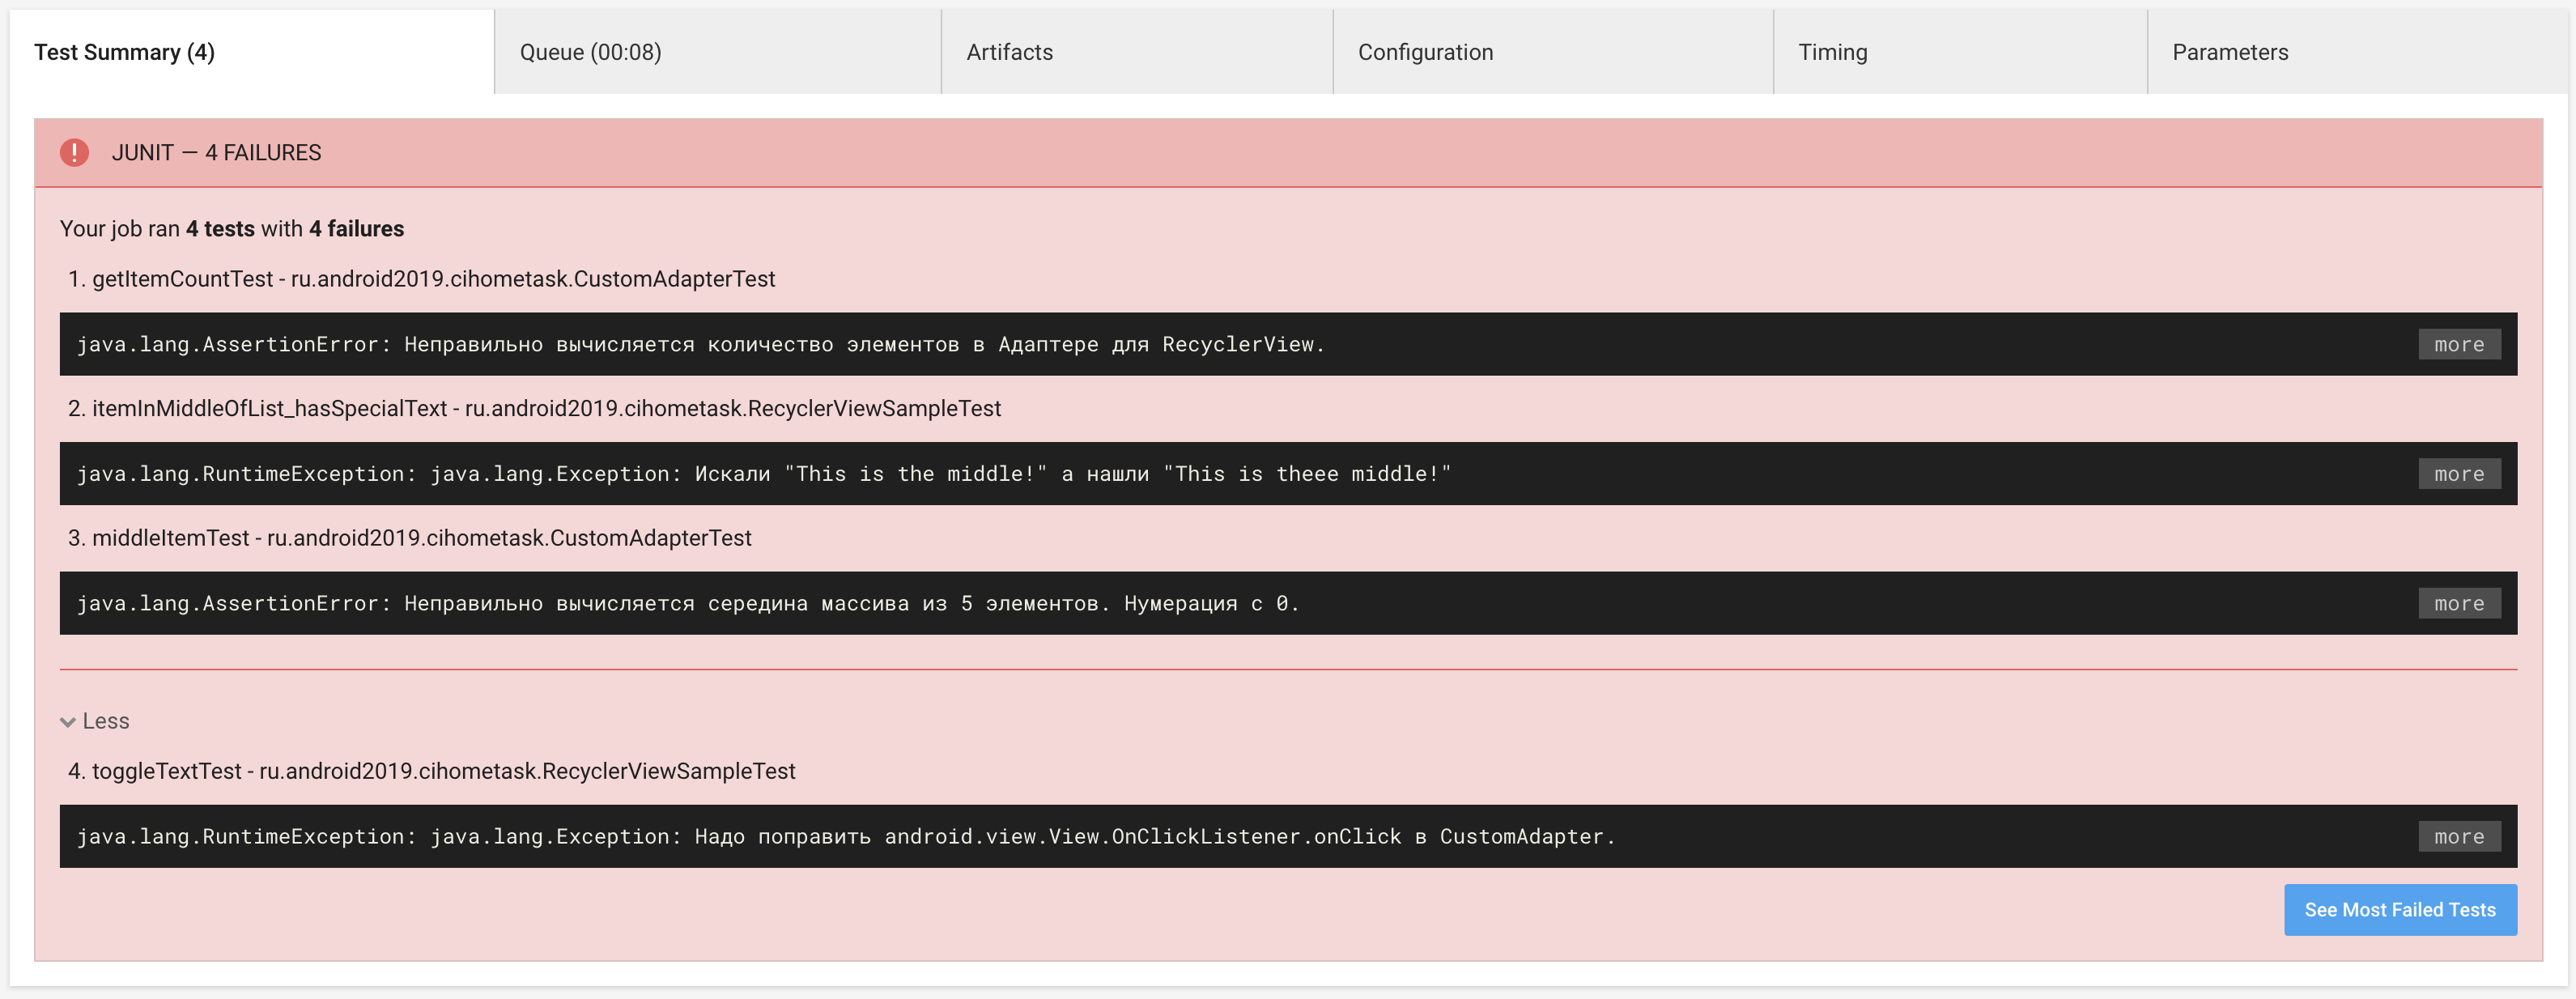 Test Summary (4)
Queue (00:08)
Artifacts
Configuration
Timing
Parameters
JUNIT — 4 FAILURES
Your job ran 4 tests with 4 failures
1. getItemCountTest - ru.android2019.cihometask.CustomAdapterTest
java.lang.AssertionError: Неправильно вычисляется количество элементов в Адаптере для RecyclerView.
more
2. itemInMiddleOfList_hasSpecialText - ru.android2019.cihometask.RecyclerViewSampleTest
java.lang.RuntimeException: java.lang.Exception: Искали "This is the middle!" а нашли "This is theee middle!"
more
3. middleItemTest - ru.android2019.cihometask.CustomAdapterTest
java.lang.AssertionError: Неправильно вычисляется середина массива из 5 элементов. Нумерация с 0.
more
Less
4. toggleTextTest - ru.android2019.cihometask.RecyclerViewSampleTest
java.lang.RuntimeException: java.lang.Exception: Надо поправить android.view.View.OnClickListener.onClick в CustomAdapter.
more
See Most Failed Tests